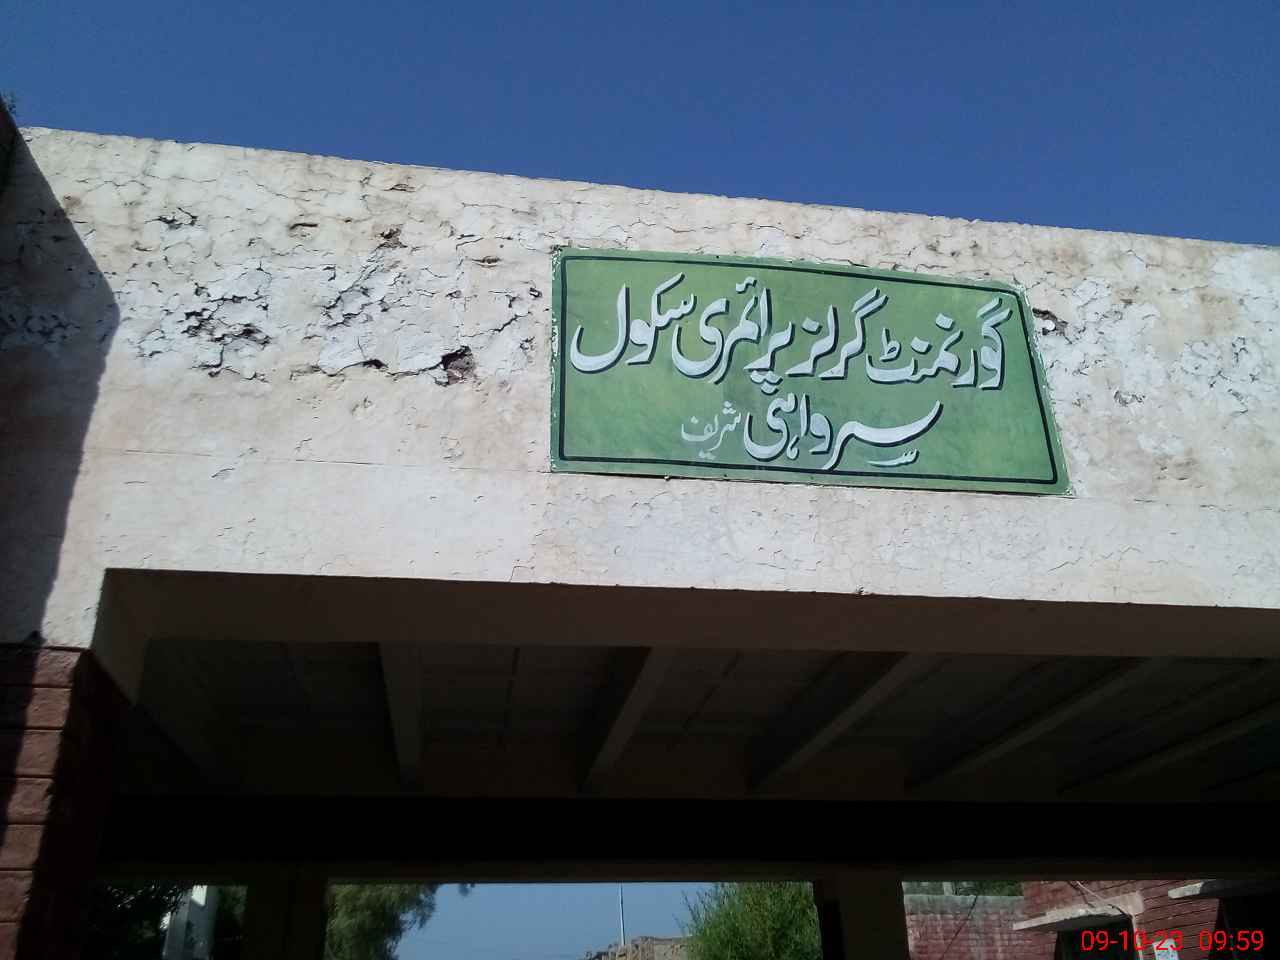 گورنمنٹ گرلز پرائمری سکول
سرواہی شریف
09-10-23 09:59